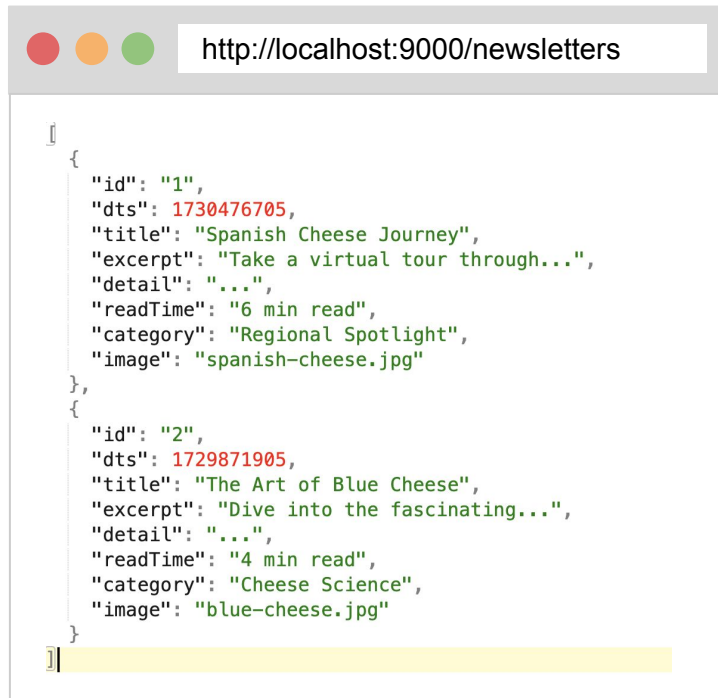 http://localhost:9000/newsletters
[
{
"id": "1",
"dts": 1730476705,
"title": "Spanish Cheese Journey",
"excerpt": "Take a virtual tour through...",
"detail": "...",
"readTime": "6 min read",
"category": "Regional Spotlight",
"image": "spanish-cheese.jpg"
},
{
"id": "2",
"dts": 1729871905,
"title": "The Art of Blue Cheese",
"excerpt": "Dive into the fascinating...",
"detail": "...",
"readTime": "4 min read",
"category": "Cheese Science",
"image": "blue-cheese.jpg"
}
]